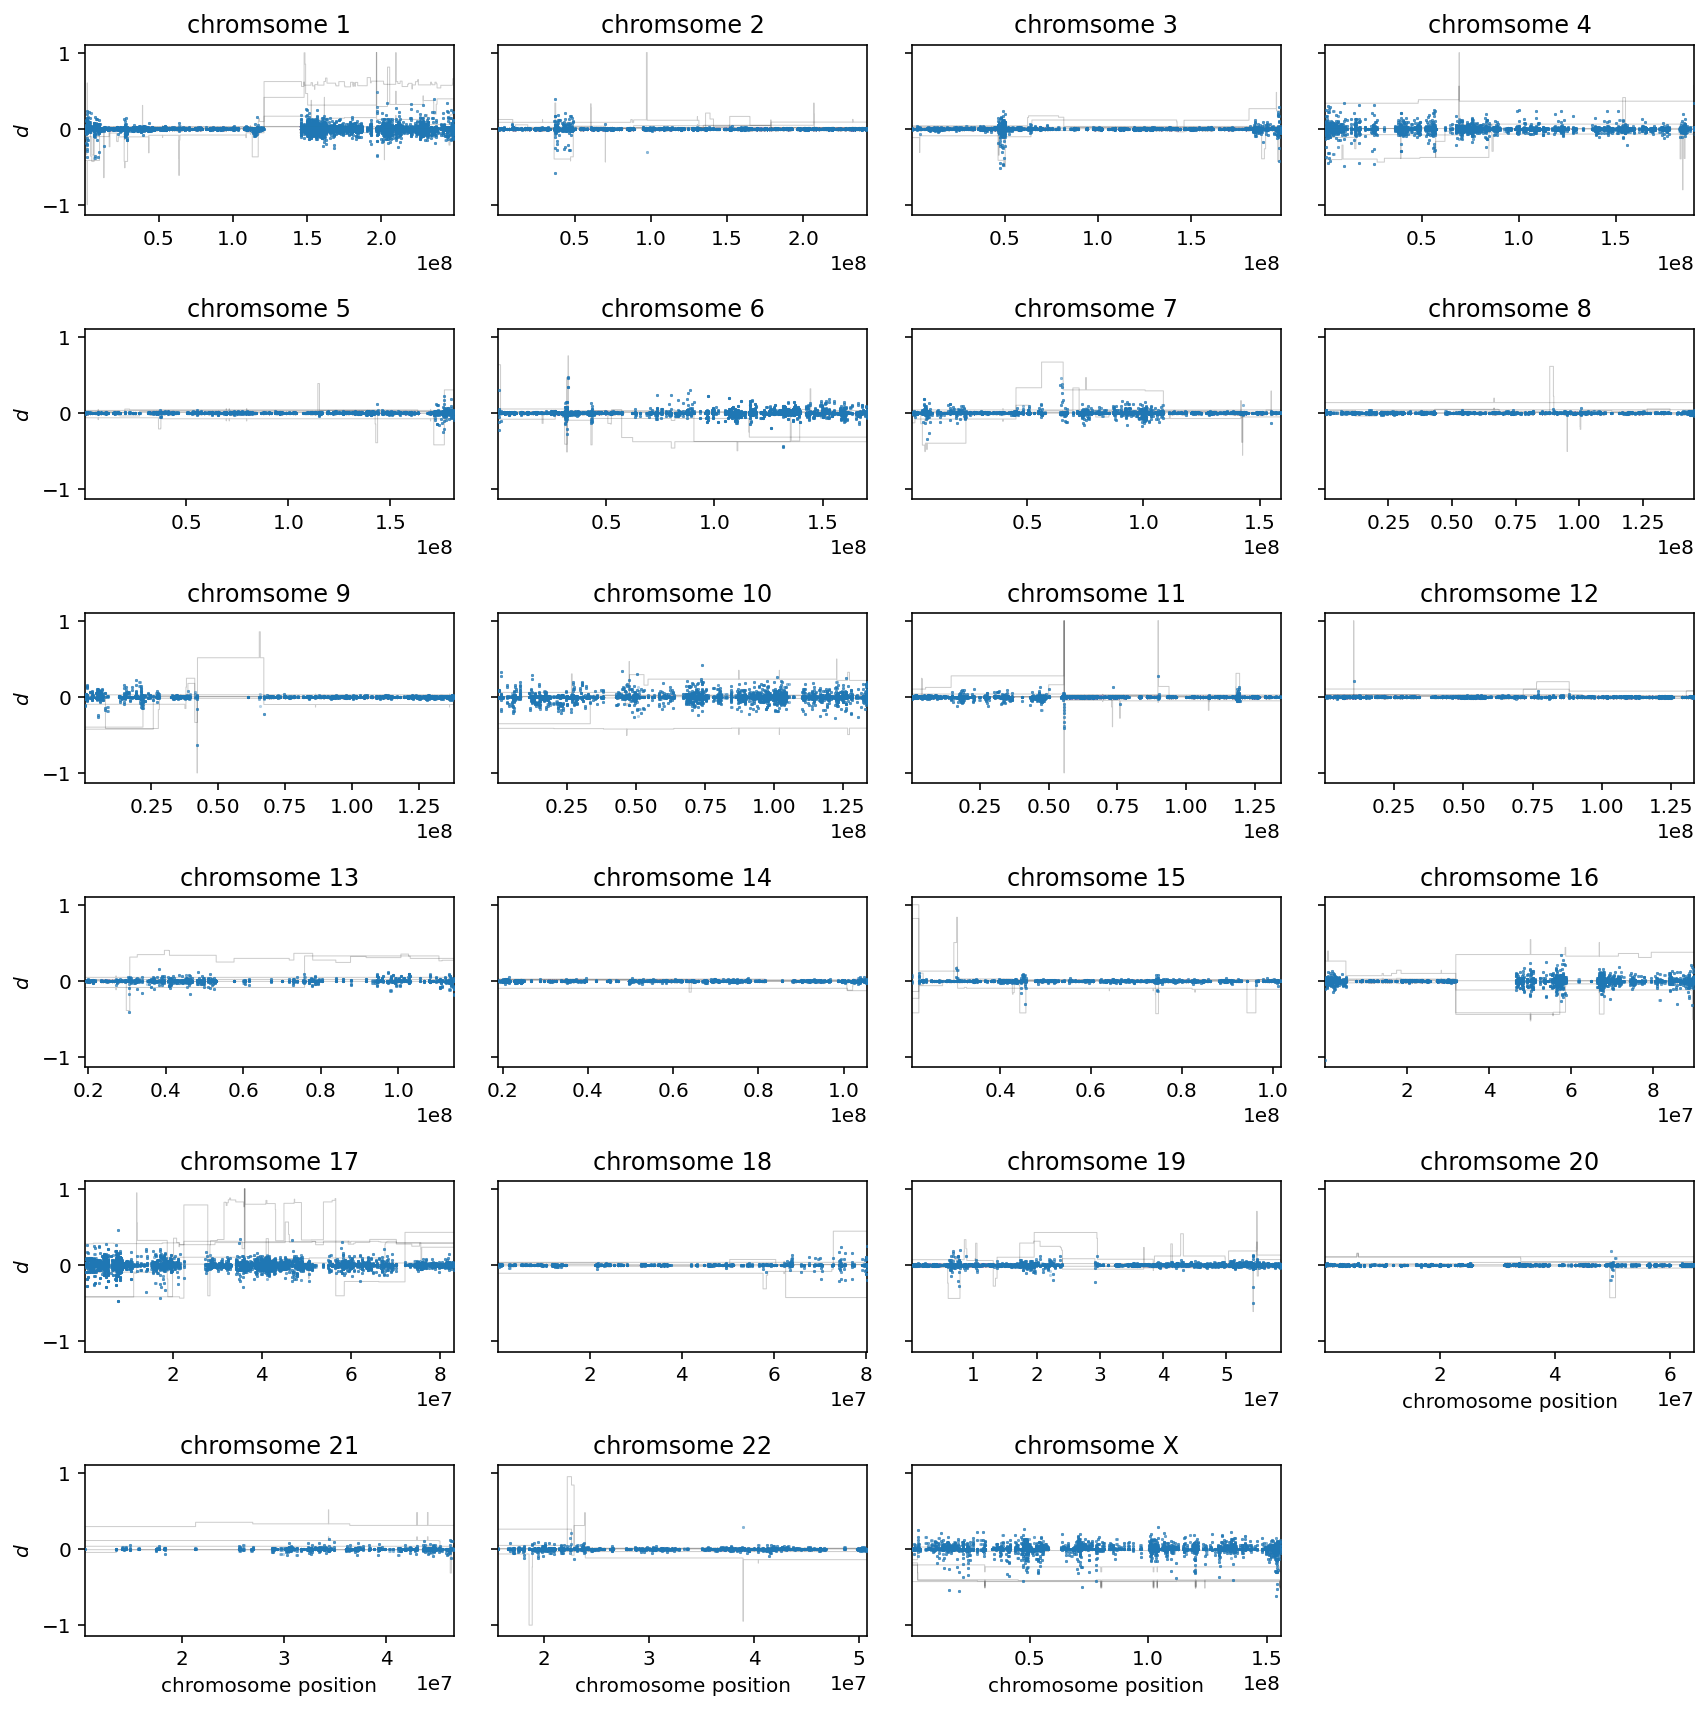 chromsome 1 chromsome 2 chromsome 3 chromsome 4
1
0
−1
d
0.5 1.0 1.5 2.0 0.5 1.0 1.5 2.0 0.5 1.0 1.5 0.5 1.0 1.5
1e8 1e8 1e8 1e8
chromsome 5 chromsome 6 chromsome 7 chromsome 8
1
0
−1
d
0.5 1.0 1.5 0.5 1.0 1.5 0.5 1.0 1.5 0.25 0.50 0.75 1.00 1.25
1e8 1e8 1e8 1e8
chromsome 9 chromsome 10 chromsome 11 chromsome 12
1
0
−1
d
0.25 0.50 0.75 1.00 1.25 0.25 0.50 0.75 1.00 1.25 0.25 0.50 0.75 1.00 1.25 0.25 0.50 0.75 1.00 1.25
1e8 1e8 1e8 1e8
chromsome 13 chromsome 14 chromsome 15 chromsome 16
1
0
−1
d
0.2 0.4 0.6 0.8 1.0 0.2 0.4 0.6 0.8 1.0 0.4 0.6 0.8 1.0 2 4 6 8
1e8 1e8 1e8 1e7
chromsome 17 chromsome 18 chromsome 19 chromsome 20
1
0
−1
d
2 4 6 8 2 4 6 8 1 2 3 4 5 2 4 6
1e7 1e7 1e7 chromosome position 1e7
chromsome 21 chromsome 22 chromsome X
1
0
−1
d
2 3 4 2 3 4 5 0.5 1.0 1.5
chromosome position 1e7 chromosome position 1e7 chromosome position 1e8